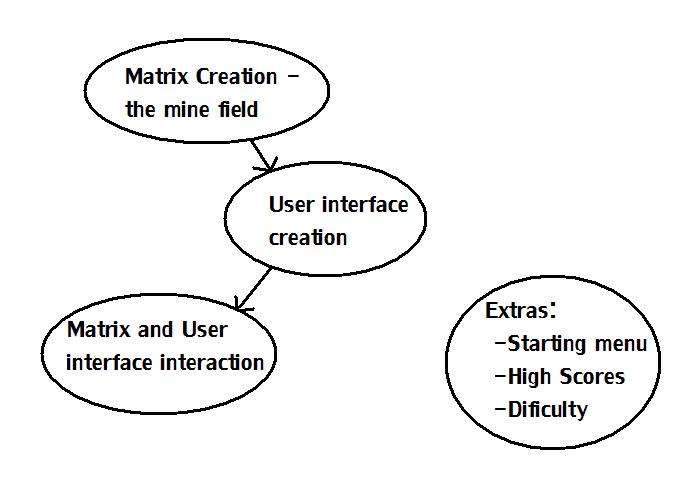 Matrix Creation -
the mine field
User interface
creation
Matrix and User
interface interaction
Extras:
-Starting menu
-High Scores
-Dificulty